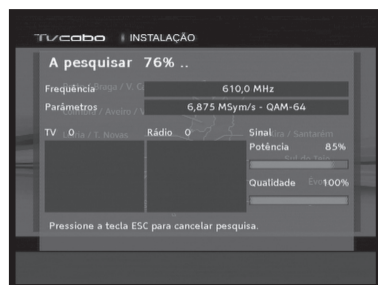 Tvcabo INSTALAÇÃO
A pesquisar 76% ..
Frequência 610,0 MHz
Parâmetros 6,875 MSym/s - QAM-64
TV 0 Rádio 0 Sinal
Potência 85%
Qualidade 100%
Pressione a tecla ESC para cancelar pesquisa.